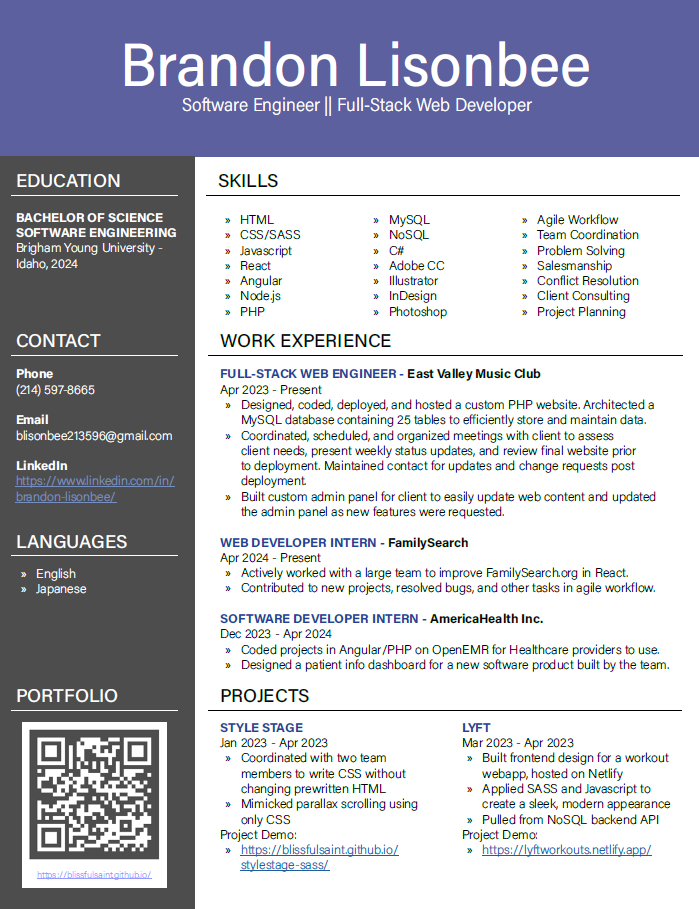 Brandon Lisonbee
Software Engineer || Full-Stack Web Developer
EDUCATION
BACHELOR OF SCIENCE
SOFTWARE ENGINEERING
Brigham Young University -
Idaho, 2024
CONTACT
Phone
(214) 597-8665
Email
blisonbee213596@gmail.com
LinkedIn
https://www.linkedin.com/in/
brandon-lisonbee/
LANGUAGES
» English
» Japanese
PORTFOLIO
https://blissfulsaint.github.io/
SKILLS
» HTML
» CSS/SASS
» Javascript
» React
» Angular
» Node.js
» PHP
» MySQL
» NoSQL
» C#
» Adobe CC
» Illustrator
» InDesign
» Photoshop
» Agile Workflow
» Team Coordination
» Problem Solving
» Salesmanship
» Conflict Resolution
» Client Consulting
» Project Planning
WORK EXPERIENCE
FULL-STACK WEB ENGINEER - East Valley Music Club
Apr 2023 - Present
» Designed, coded, deployed, and hosted a custom PHP website. Architected a
MySQL database containing 25 tables to efficiently store and maintain data.
» Coordinated, scheduled, and organized meetings with client to assess
client needs, present weekly status updates, and review final website prior
to deployment. Maintained contact for updates and change requests post
deployment.
» Built custom admin panel for client to easily update web content and updated
the admin panel as new features were requested.
WEB DEVELOPER INTERN - FamilySearch
Apr 2024 - Present
» Actively worked with a large team to improve FamilySearch.org in React.
» Contributed to new projects, resolved bugs, and other tasks in agile workflow.
SOFTWARE DEVELOPER INTERN - AmericaHealth Inc.
Dec 2023 - Apr 2024
» Coded projects in Angular/PHP on OpenEMR for Healthcare providers to use.
» Designed a patient info dashboard for a new software product built by the team.
PROJECTS
STYLE STAGE
Jan 2023 - Apr 2023
» Coordinated with two team
members to write CSS without
changing prewritten HTML
» Mimicked parallax scrolling using
only CSS
Project Demo:
» https://blissfulsaint.github.io/
stylestage-sass/
LYFT
Mar 2023 - Apr 2023
» Built frontend design for a workout
webapp, hosted on Netlify
» Applied SASS and Javascript to
create a sleek, modern appearance
» Pulled from NoSQL backend API
Project Demo:
» https://lyftworkouts.netlify.app/